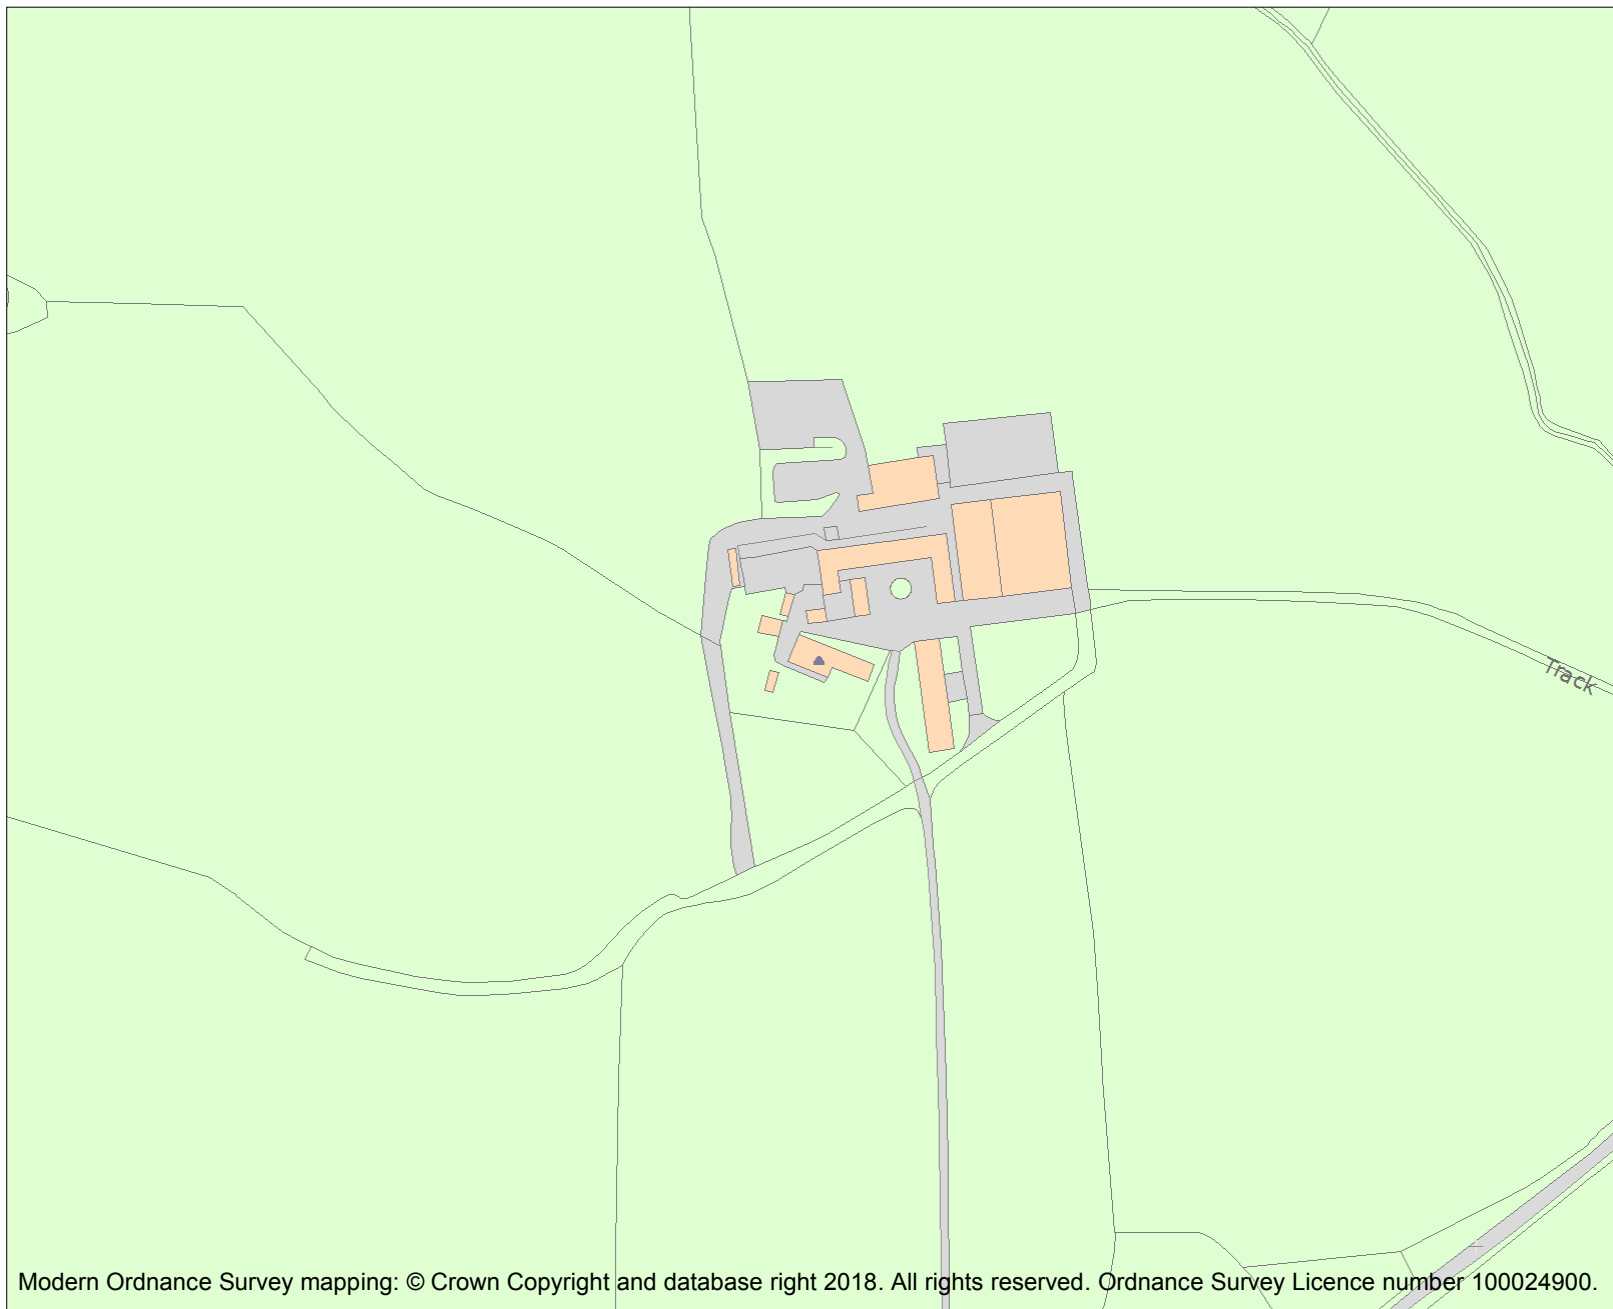 Track
Modern Ordnance Survey mapping: © Crown Copyright and database right 2018. All rights reserved. Ordnance Survey Licence number 100024900.